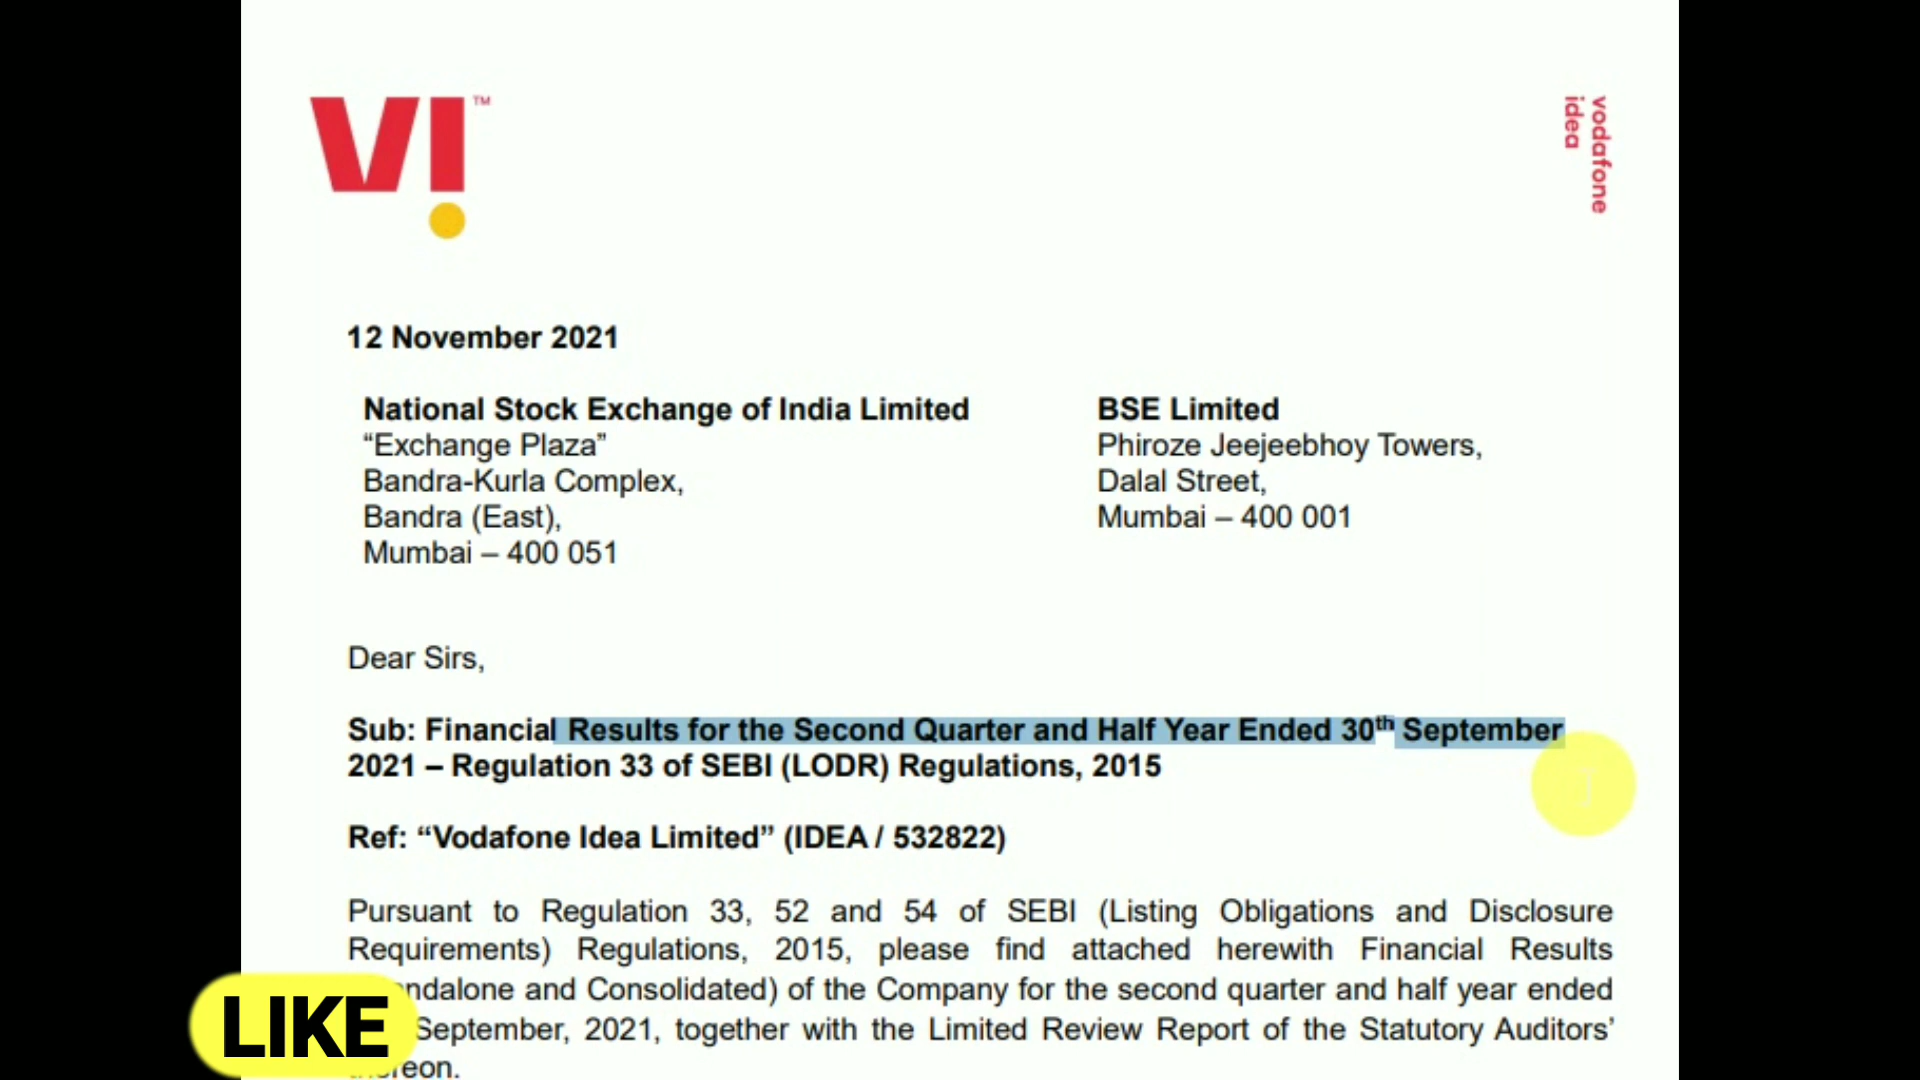 VI™
vodafone
idea
12 November 2021
National Stock Exchange of India Limited
“Exchange Plaza”
Bandra-Kurla Complex,
Bandra (East),
Mumbai – 400 051
BSE Limited
Phiroze Jeejeebhoy Towers,
Dalal Street,
Mumbai – 400 001
Dear Sirs,
Sub: Financial Results for the Second Quarter and Half Year Ended 30th September
2021 – Regulation 33 of SEBI (LODR) Regulations, 2015
Ref: “Vodafone Idea Limited” (IDEA / 532822)
Pursuant to Regulation 33, 52 and 54 of SEBI (Listing Obligations and Disclosure
Requirements) Regulations, 2015, please find attached herewith Financial Results
and Consolidated) of the Company for the second quarter and half year ended
September, 2021, together with the Limited Review Report of the Statutory Auditors’
LIKE